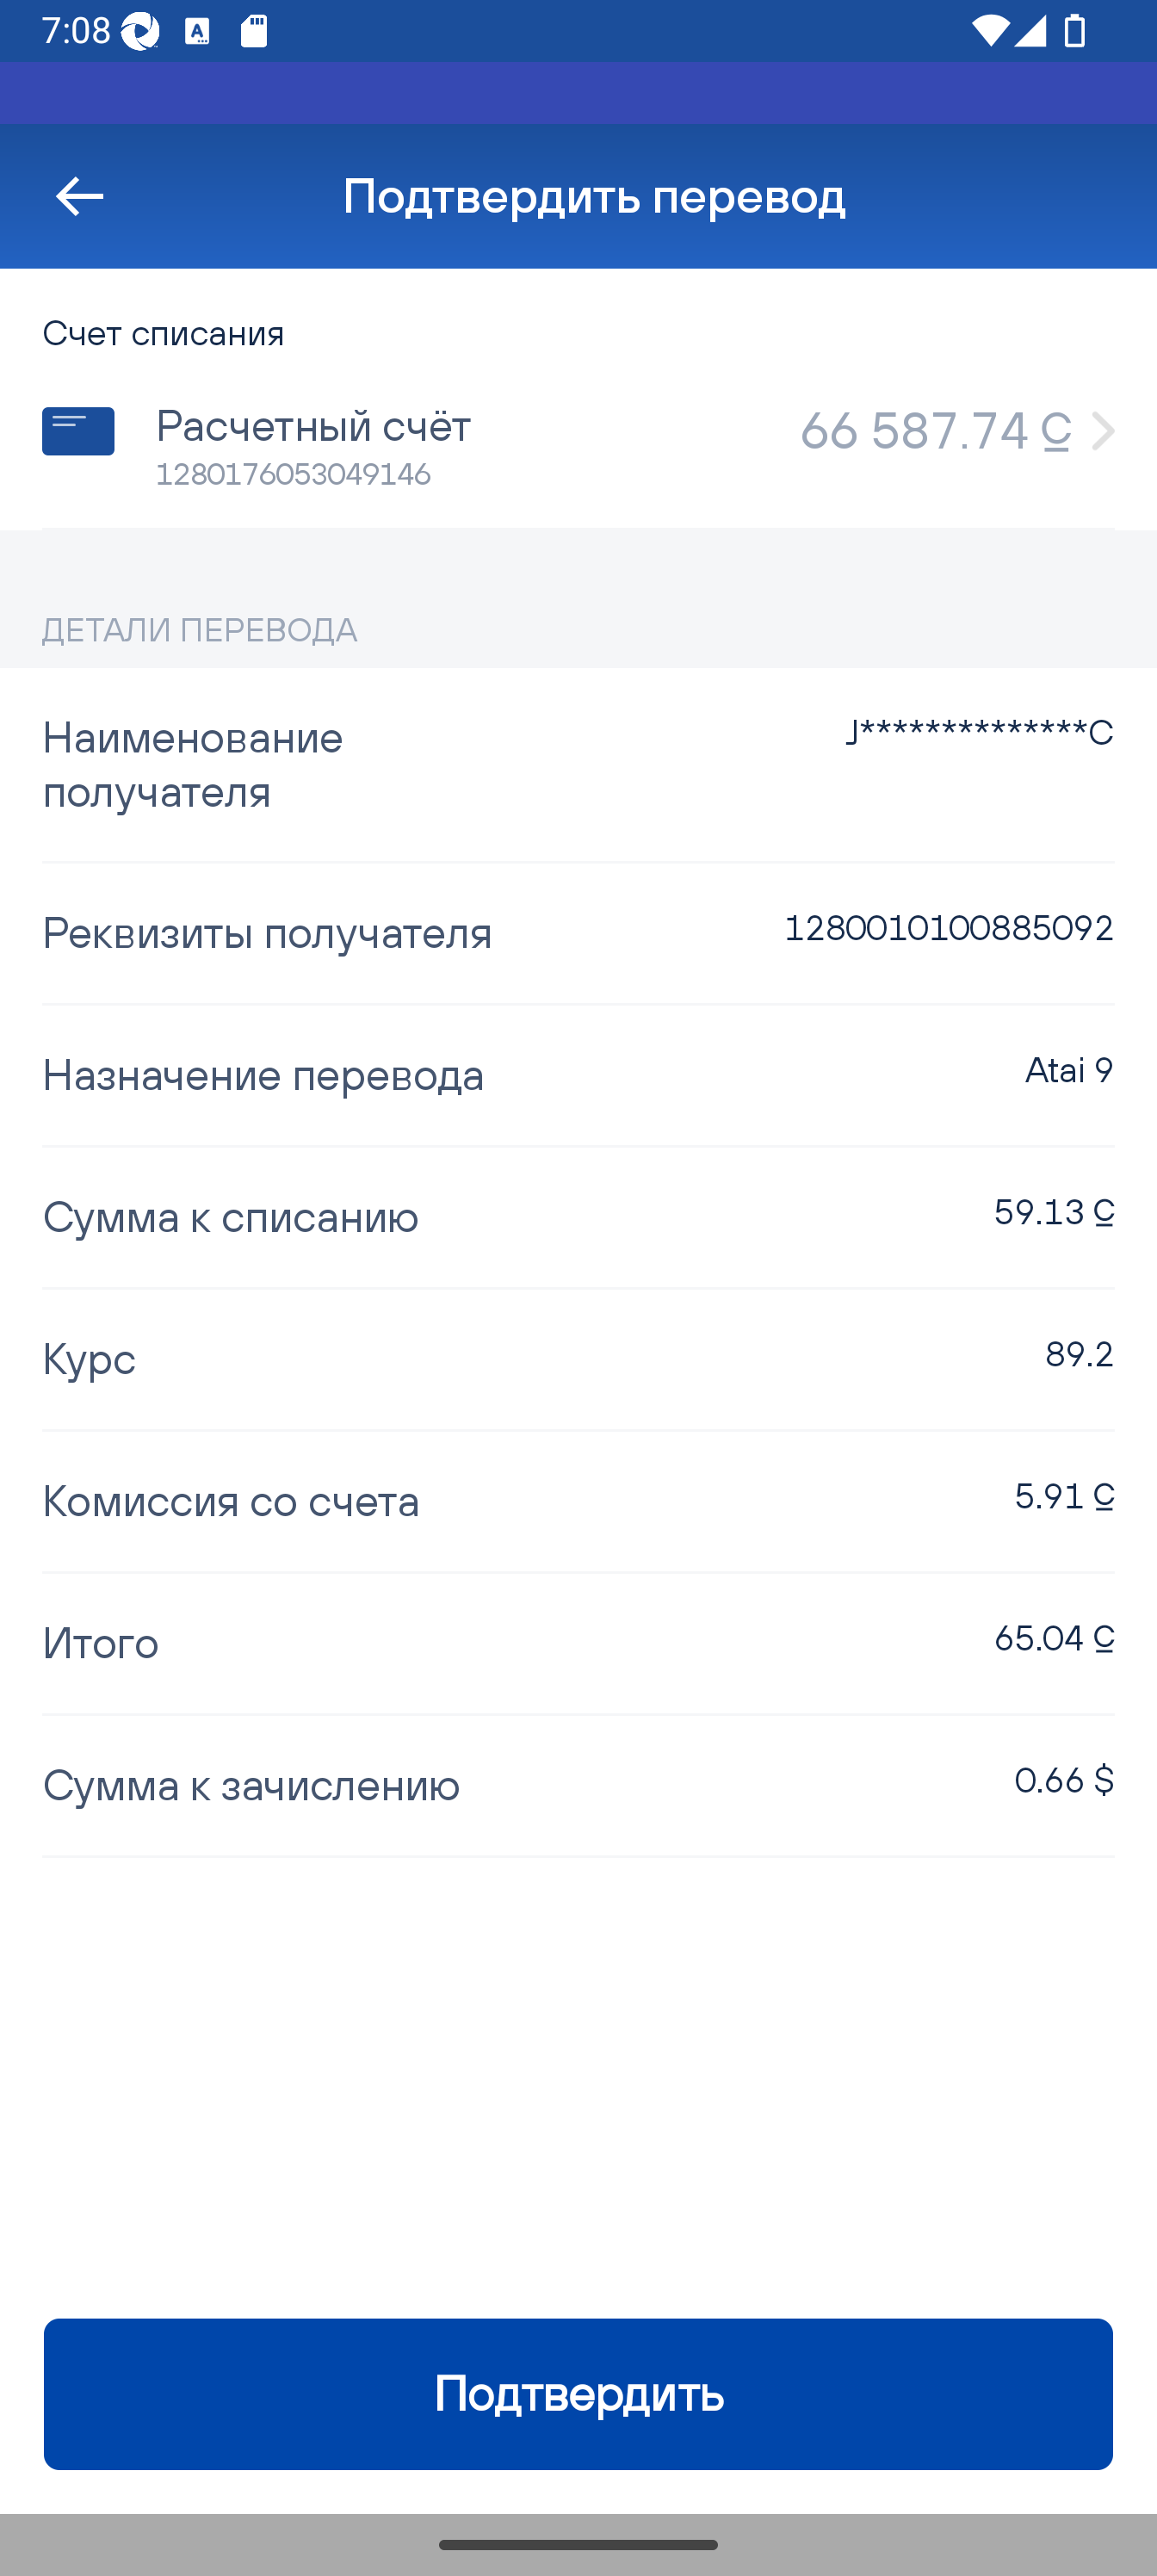 7:08
Подтвердить перевод
Счет списания
Расчетный счёт
66 587.74 С
1280176053049146
ДЕТАЛИ ПЕРЕВОДА
Наименование
получателя
J**************C
Реквизиты получателя
1280010100885092
Назначение перевода
Atai 9
Сумма к списанию
59.13 С
Курс
89.2
Комиссия со счета
5.91 С
Итого
65.04 С
Сумма к зачислению
0.66 $
Подтвердить